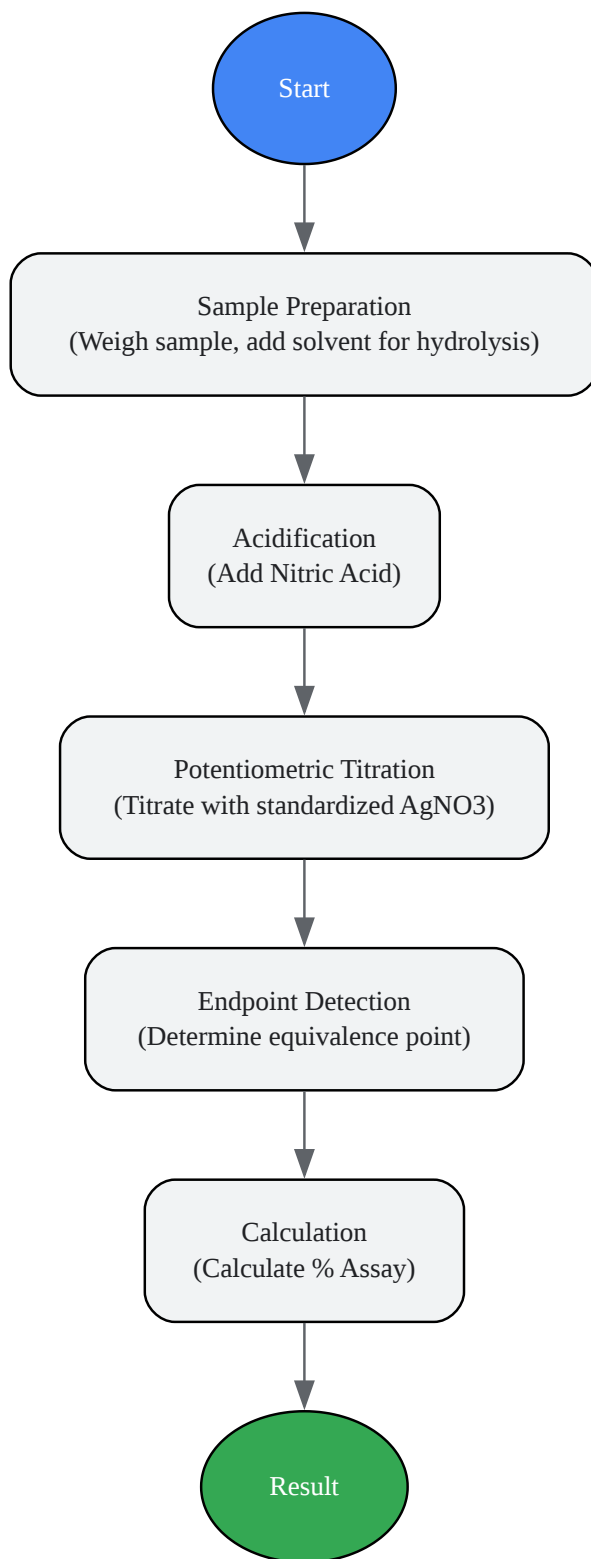 Start
Sample Preparation
(Weigh sample, add solvent for hydrolysis)
Acidification
(Add Nitric Acid)
Potentiometric Titration
(Titrate with standardized AgNO3)
Endpoint Detection
(Determine equivalence point)
Calculation
(Calculate % Assay)
Result